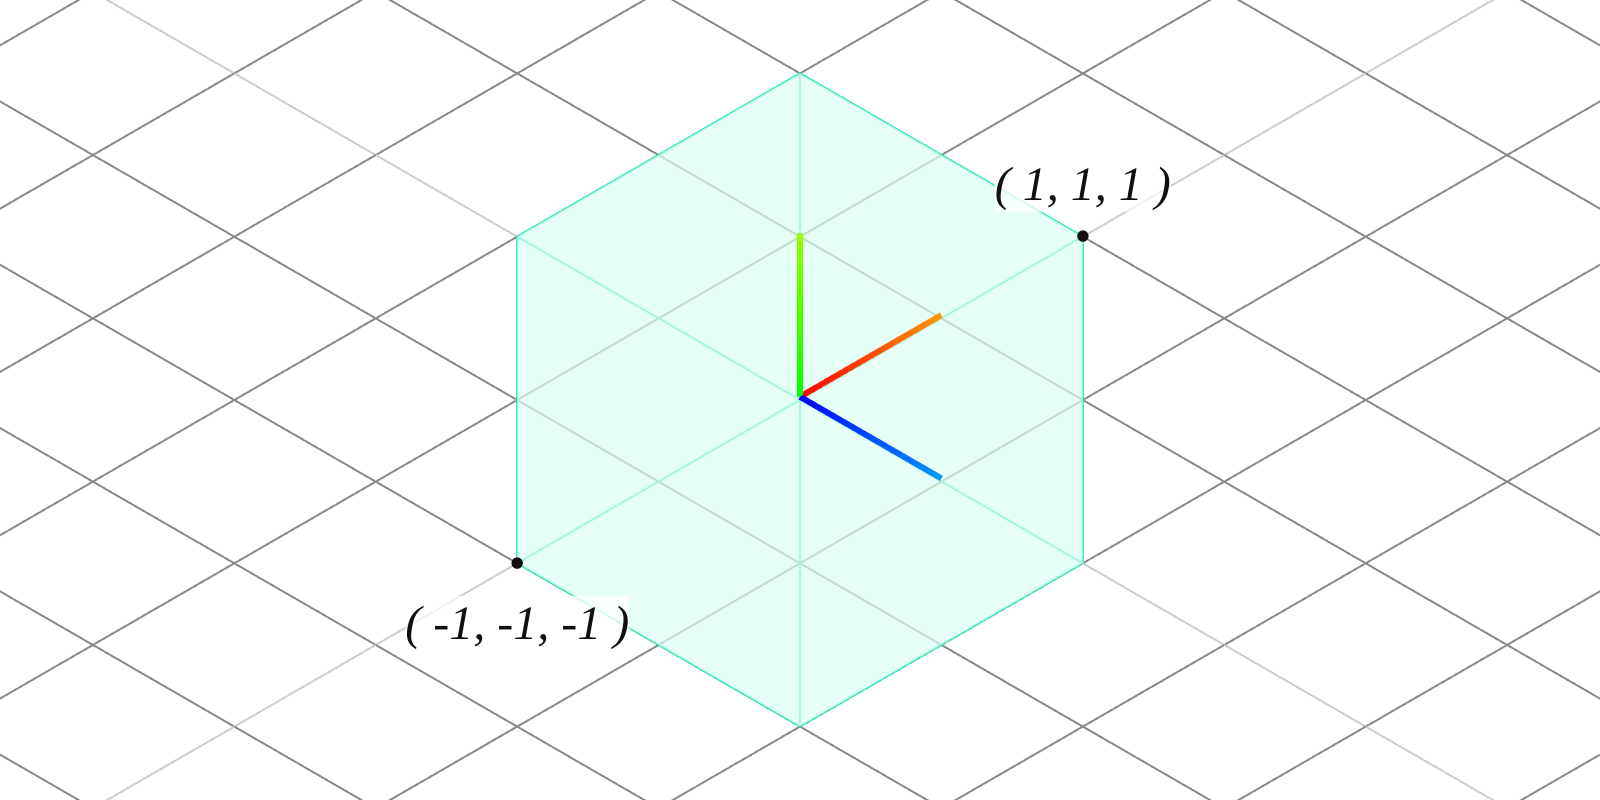 ( 1, 1, 1 )
( -1, -1, -1 )